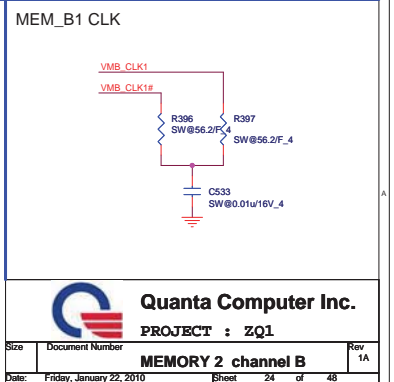 MEM_B1 CLK
VMB_CLK1
VMB_CLK1#
R396
SW@56.2/F_4
R397
SW@56.2/F_4
C533
SW@0.01u/16V_4
A
Quanta Computer Inc.
PROJECT : ZQ1
Size Document Number Rev
MEMORY 2 channel B 1A
Date: Friday, January 22, 2010 Sheet 24 of 48